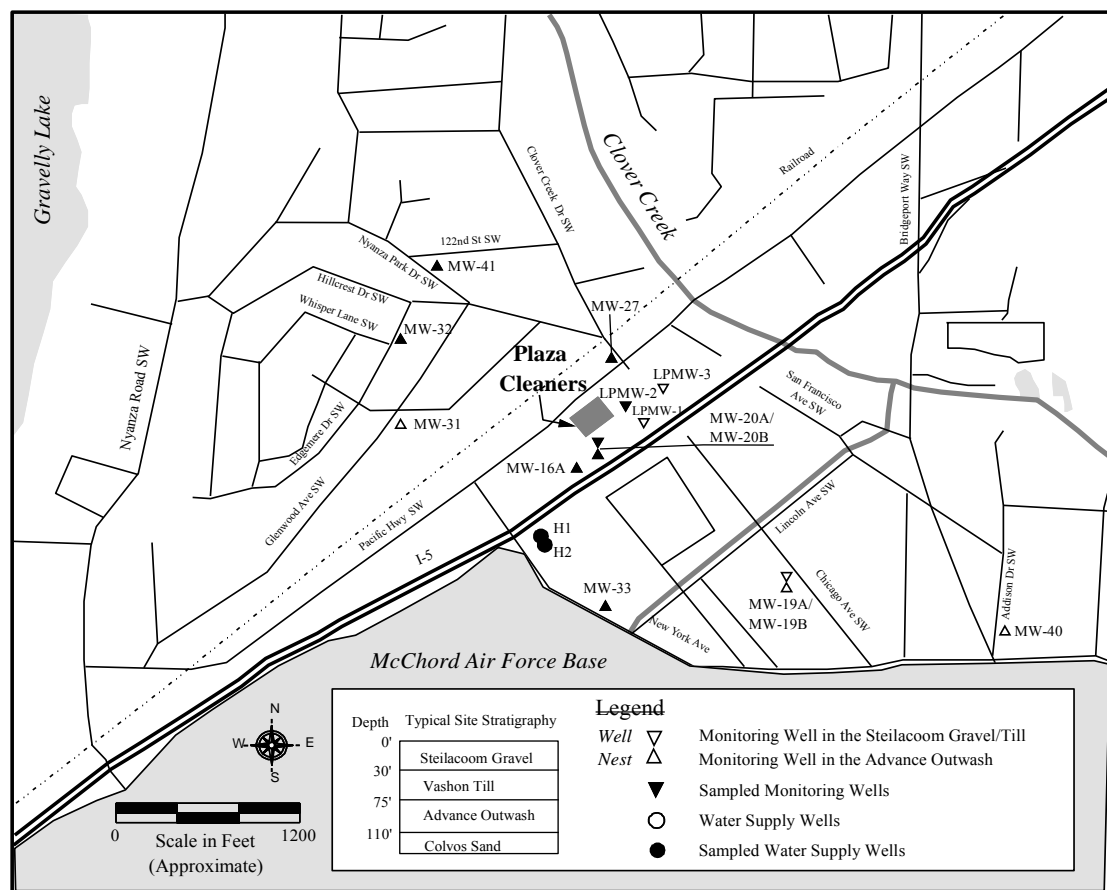 Gravelly Lake
Clover Creek
Clover Creek Dr SW
Railroad
Bridgeport Way SW
122nd St SW
Nyanza Park Dr SW
MW-41
Hillcrest Dr SW
Whisper Lane SW
MW-32
MW-27
Plaza
Cleaners
LPMW-3
LPMW-2
LPMW-1
San Francisco
Ave SW
Nyanza Road SW
MW-31
MW-20A/
MW-20B
Edgemere Dr SW
MW-16A
Glenwood Ave SW
Pacific Hwy SW
Lincoln Ave SW
I-5
H1
H2
MW-33
Chicago Ave SW
MW-19A/
MW-19B
Addison Dr SW
MW-40
New York Ave
McChord Air Force Base
N
W
E
S
0
1200
Scale in Feet
(Approximate)
Depth
Typical Site Stratigraphy
0'
Steilacoom Gravel
30'
Vashon Till
75'
Advance Outwash
110'
Colvos Sand
Legend
Well
Monitoring Well in the Steilacoom Gravel/Till
Nest
Monitoring Well in the Advance Outwash
Sampled Monitoring Wells
Water Supply Wells
Sampled Water Supply Wells